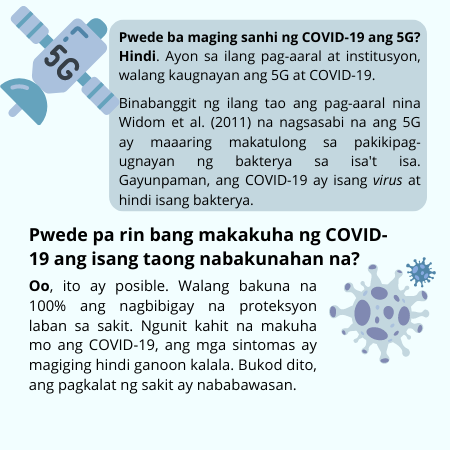 5G
Pwede ba maging sanhi ng COVID-19 ang 5G?
Hindi. Ayon sa ilang pag-aaral at institusyon,
walang kaugnayan ang 5G at COVID-19.
Binabanggit ng ilang tao ang pag-aaral nina
Widom et al. (2011) na nagsasabi na ang 5G
ay maaaring makatulong sa pakikipag-
ugnayan ng bakterya sa isa't isa.
Gayunpaman, ang COVID-19 ay isang virus at
hindi isang bakterya.
Pwede pa rin bang makakuha ng COVID-
19 ang isang taong nabakunahan na?
Oo, ito ay posible. Walang bakuna na
100% ang nagbibigay na proteksyon
laban sa sakit. Ngunit kahit na makuha
mo ang COVID-19, ang mga sintomas ay
magiging hindi ganoon kalala. Bukod dito,
ang pagkalat ng sakit ay nababawasan.